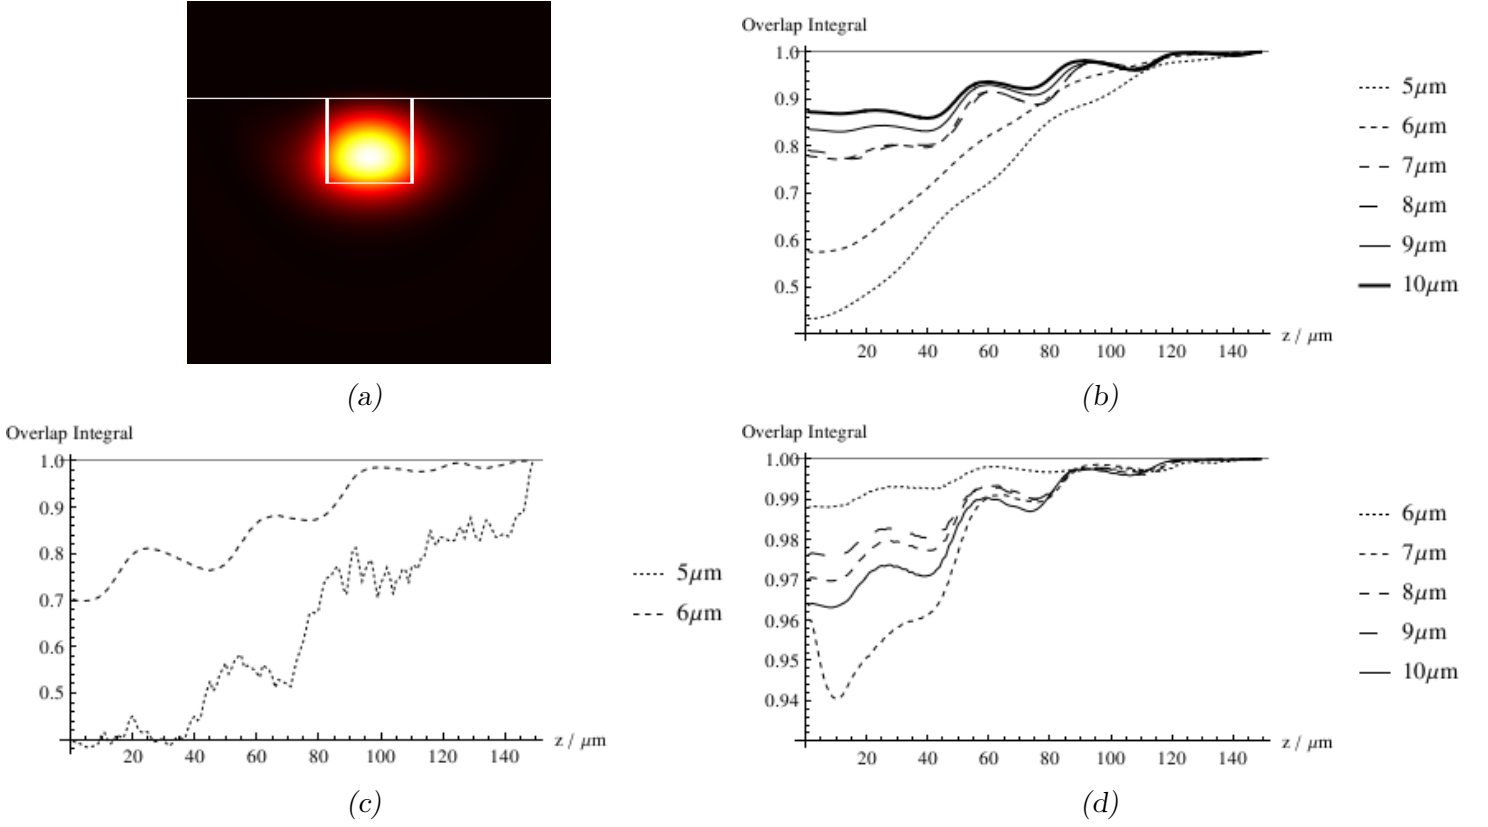 Overlap Integral
1.0
0.9
0.8
0.7
0.6
0.5
20 40 60 80 100 120 140
z / μm
5μm
6μm
7μm
8μm
9μm
10μm
(a)
(b)
Overlap Integral
1.0
0.9
0.8
0.7
0.6
0.5
20 40 60 80 100 120 140
z / μm
5μm
6μm
(c)
Overlap Integral
1.00
0.99
0.98
0.97
0.96
0.95
0.94
20 40 60 80 100 120 140
z / μm
6μm
7μm
8μm
9μm
10μm
(d)